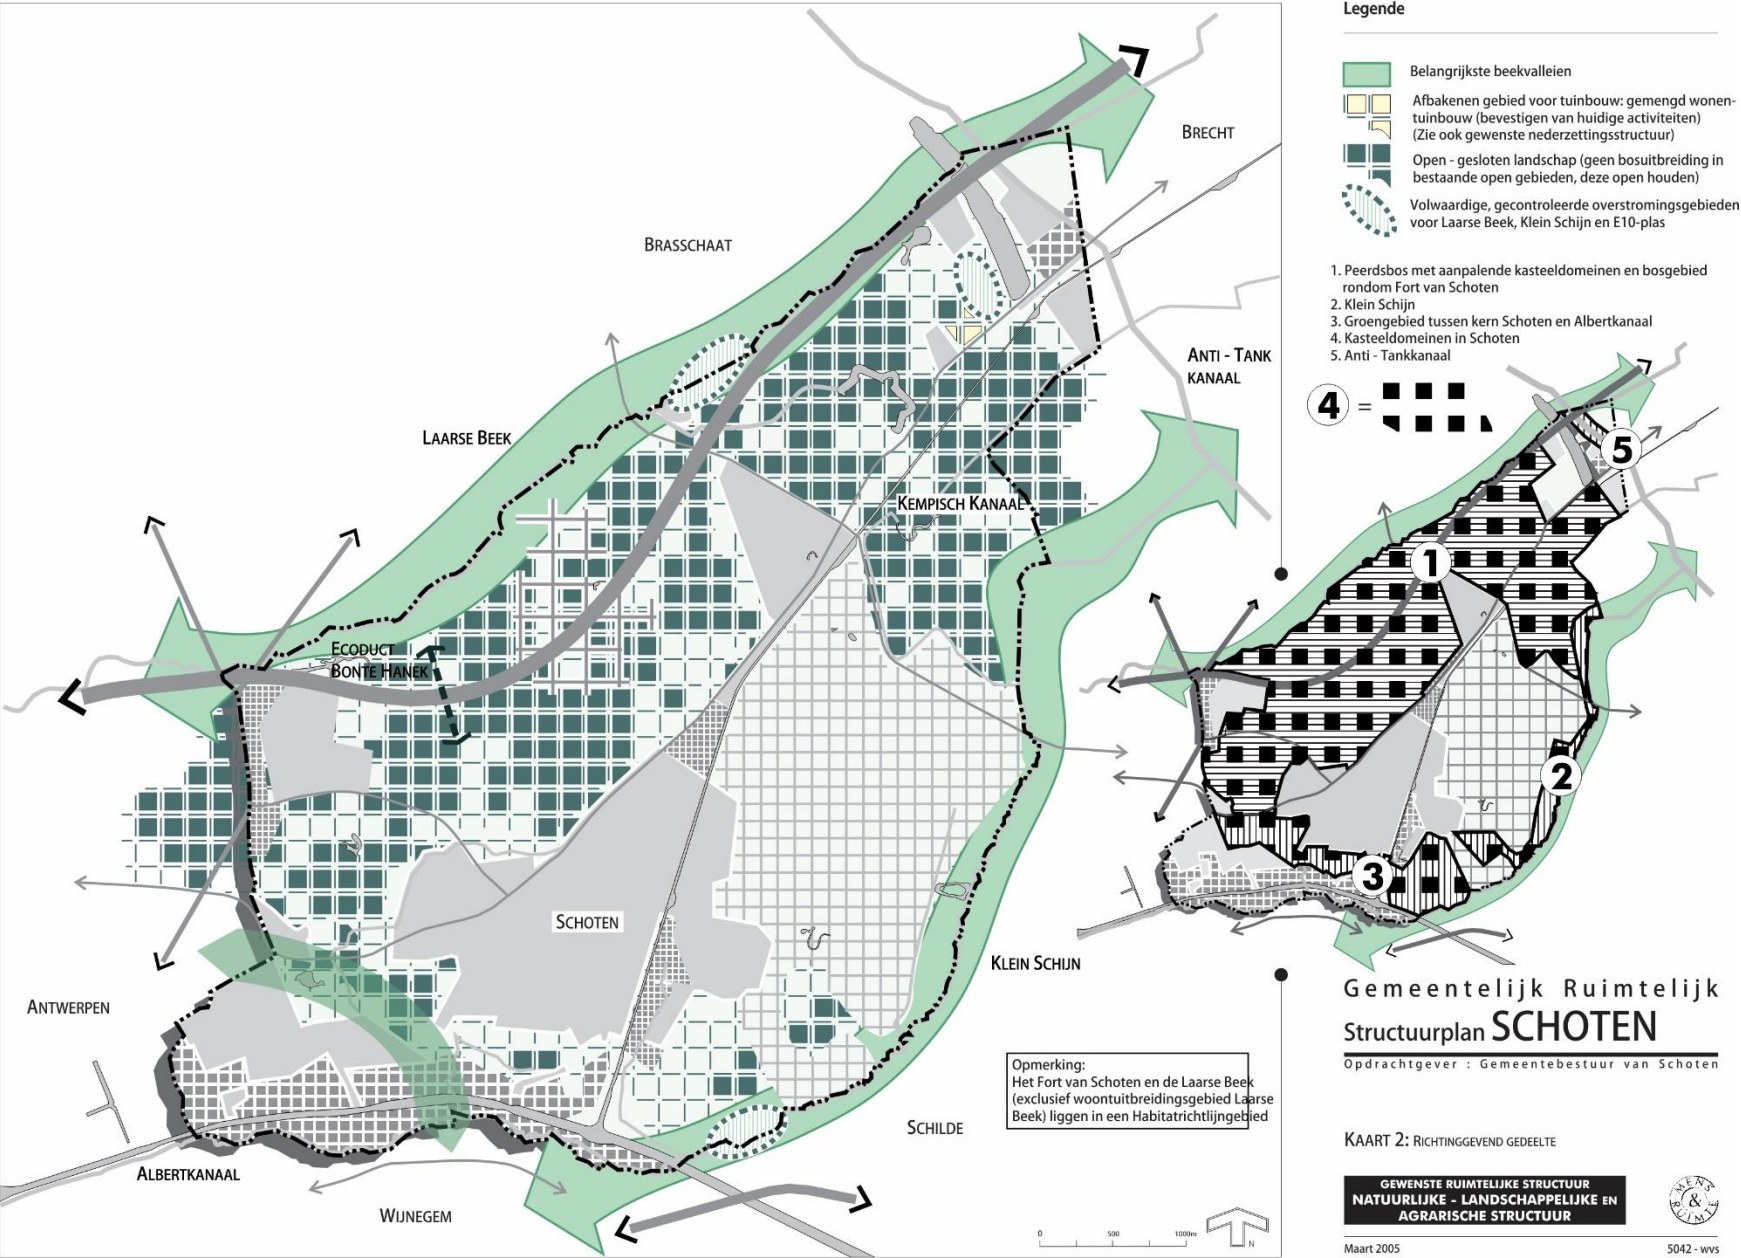 BRECHT
BRASSCHAAT
ANTI - TANK
KANAAL
LAARSE BEEK
KEMPISCH KANAAL
ECODUCT
BONTE HANEK
SCHOTEN
KLEIN SCHIJN
ANTWERPEN
SCHILDE
ALBERTKANAAL
WIJNEGEM
Opmerking:
Het Fort van Schoten en de Laarse Beek
(exclusief woontuitbreidingsgebied Laarse
Beek) liggen in een Habitatrichtlijngebied
0 500 1000m
N
Legende
Belangrijkste beekvalleien
Afbakenen gebied voor tuinbouw: gemengd wonen-
tuinbouw (bevestigen van huidige activiteiten)
(Zie ook gewenste nederzettingsstructuur)
Open - gesloten landschap (geen bosuitbreiding in
bestaande open gebieden, deze open houden)
Volwaardige, gecontroleerde overstromingsgebieden
voor Laarse Beek, Klein Schijn en E10-plas
1. Peerdsbos met aanpalende kasteeldomeinen en bosgebied
rondom Fort van Schoten
2. Klein Schijn
3. Groengebied tussen kern Schoten en Albertkanaal
4. Kasteeldomeinen in Schoten
5. Anti - Tankkanaal
4 =
5
1
2
3
Gemeentelijk Ruimtelijk
Structuurplan SCHOTEN
Opdrachtgever : Gemeentebestuur van Schoten
KAART 2: RICHTINGGEVEND GEDEELTE
GEWENSTE RUIMTELIJKE STRUCTUUR
NATUURLIJKE - LANDSCHAPPELIJKE EN
AGRARISCHE STRUCTUUR
MENS
&
RUIMTE
Maart 2005
5042 - wvs